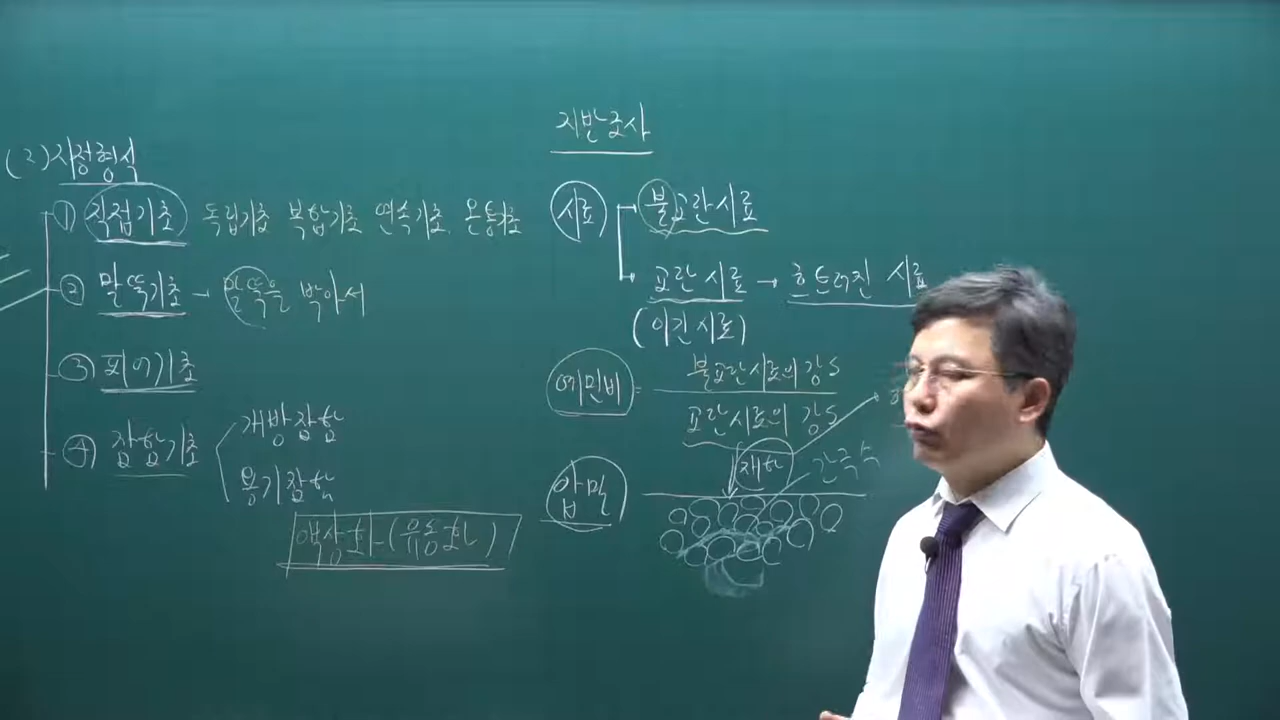 (2) 지정형식
① 직접기초 독립기초 복합기초 연속기초 온통기초
② 말뚝기초 - 말뚝을 박아서
③ 피어기초
④ 잠함기초
개방잠함
용기잠함
액상화-(유동화)
지반조사
시료
불교란시료
교란시료 → 흐트러진 시료
(이긴시료)
예민비 =
불교란시료의 강S
교란시료의 강S
압밀
재하
간극수